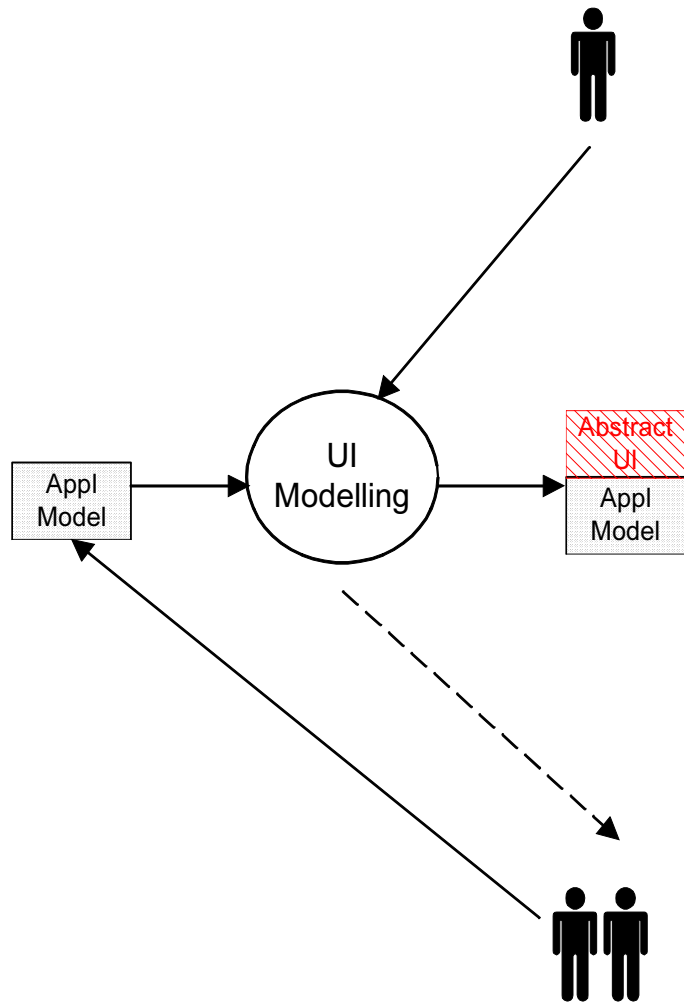 Abstract
UI
UI
Modelling
Appl
Model
Appl
Model